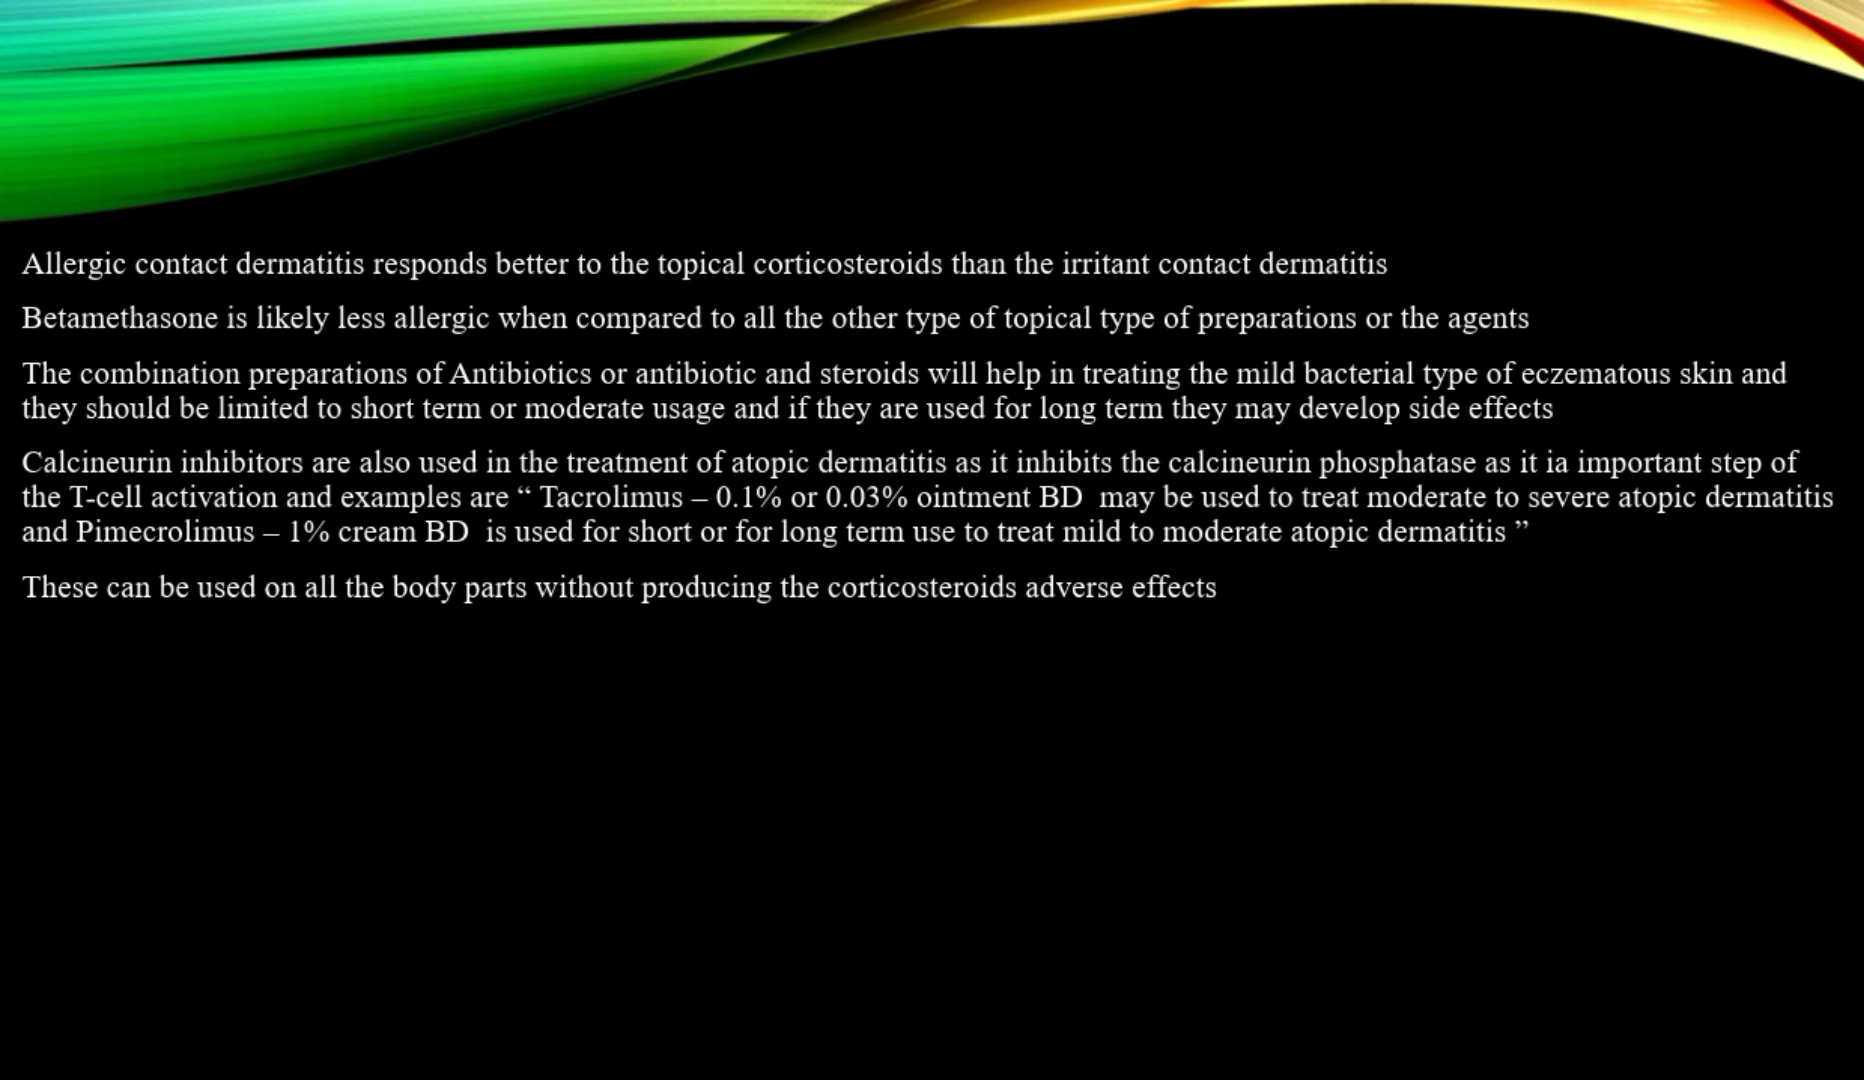 Allergic contact dermatitis responds better to the topical corticosteroids than the irritant contact dermatitis
Betamethasone is likely less allergic when compared to all the other type of topical type of preparations or the agents
The combination preparations of Antibiotics or antibiotic and steroids will help in treating the mild bacterial type of eczematous skin and
they should be limited to short term or moderate usage and if they are used for long term they may develop side effects
Calcineurin inhibitors are also used in the treatment of atopic dermatitis as it inhibits the calcineurin phosphatase as it ia important step of
the T-cell activation and examples are “ Tacrolimus – 0.1% or 0.03% ointment BD  may be used to treat moderate to severe atopic dermatitis
and Pimecrolimus – 1% cream BD  is used for short or for long term use to treat mild to moderate atopic dermatitis ”
These can be used on all the body parts without producing the corticosteroids adverse effects